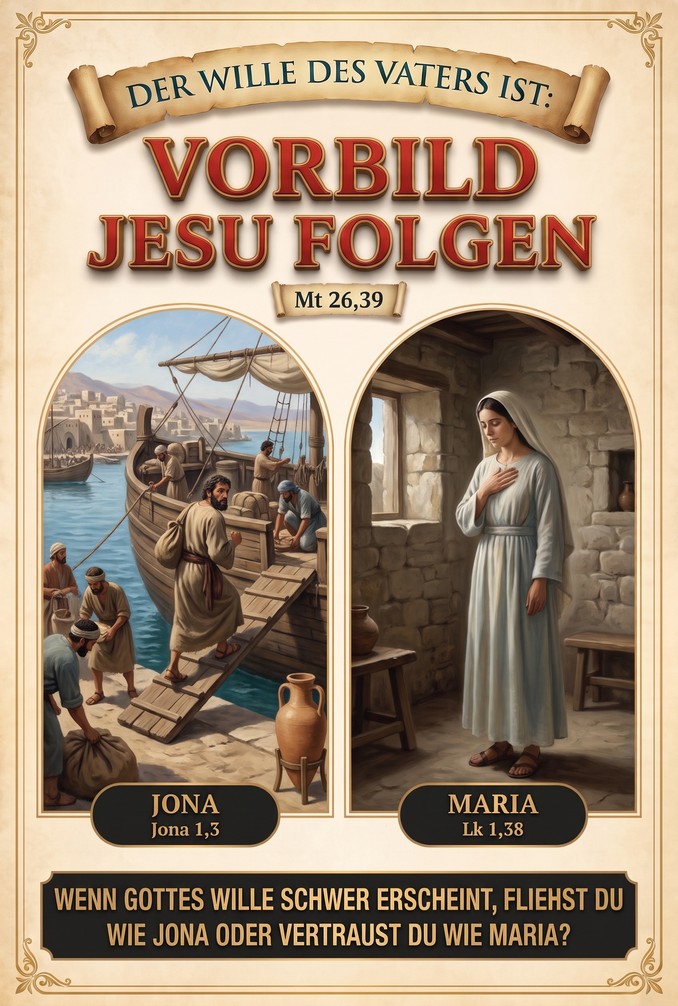 DER WILLE DES VATERS IST:
VORBILD
JESU FOLGEN
Mt 26,39
JONA
Jona 1,3
MARIA
Lk 1,38
WENN GOTTES WILLE SCHWER ERSCHEINT, FLIEHST DU
WIE JONA ODER VERTRAUST DU WIE MARIA?